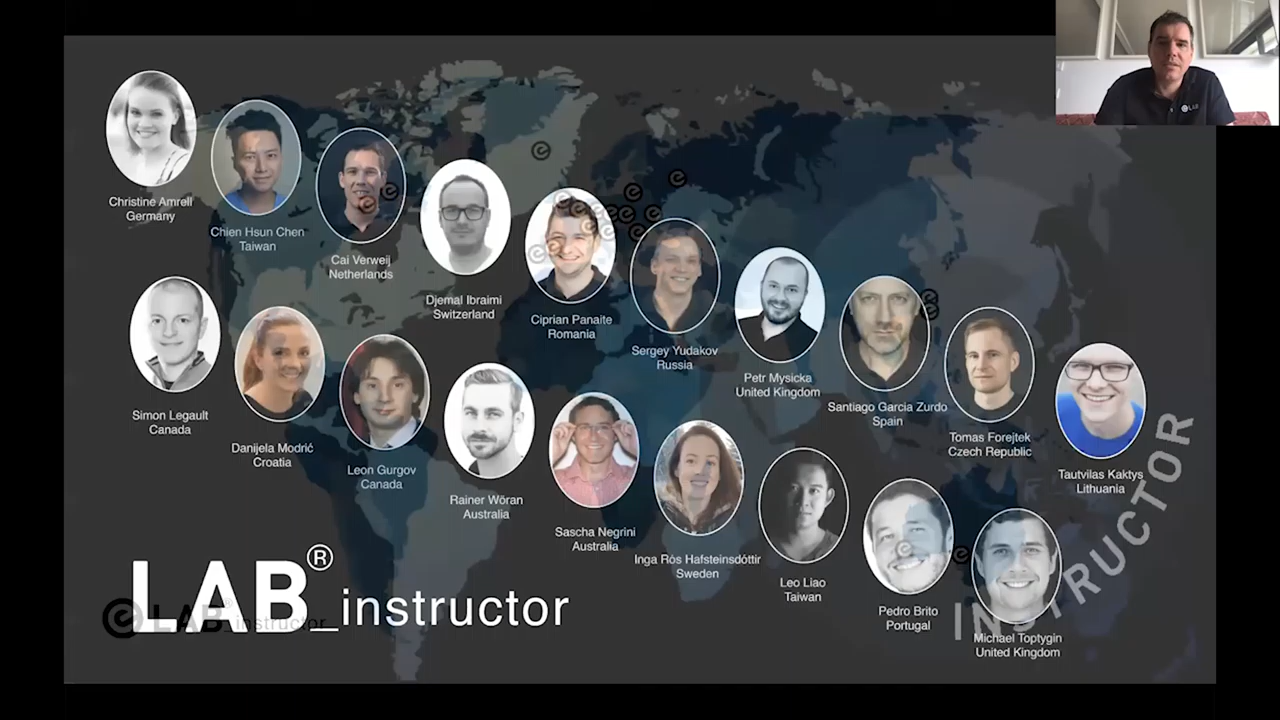 Christine Amrell
Germany
Chien Hsun Chen
Taiwan
Cai Verweij
Netherlands
Djemal Ibraimi
Switzerland
Ciprian Panaite
Romania
Sergey Yudakov
Russia
Petr Mysicka
United Kingdom
Santiago Garcia Zurdo
Spain
Tomas Forejtek
Czech Republic
Tautvilas Kaktys
Lithuania
Simon Legault
Canada
Danijela Modrić
Croatia
Leon Gurgov
Canada
Rainer Wöran
Australia
Sascha Negrini
Australia
Inga Rós Hafsteinsdóttir
Sweden
Leo Liao
Taiwan
Pedro Brito
Portugal
Michael Toptygin
United Kingdom
LAB®_instructor
e LAB® instructor
INSTRUCTOR
e LAB